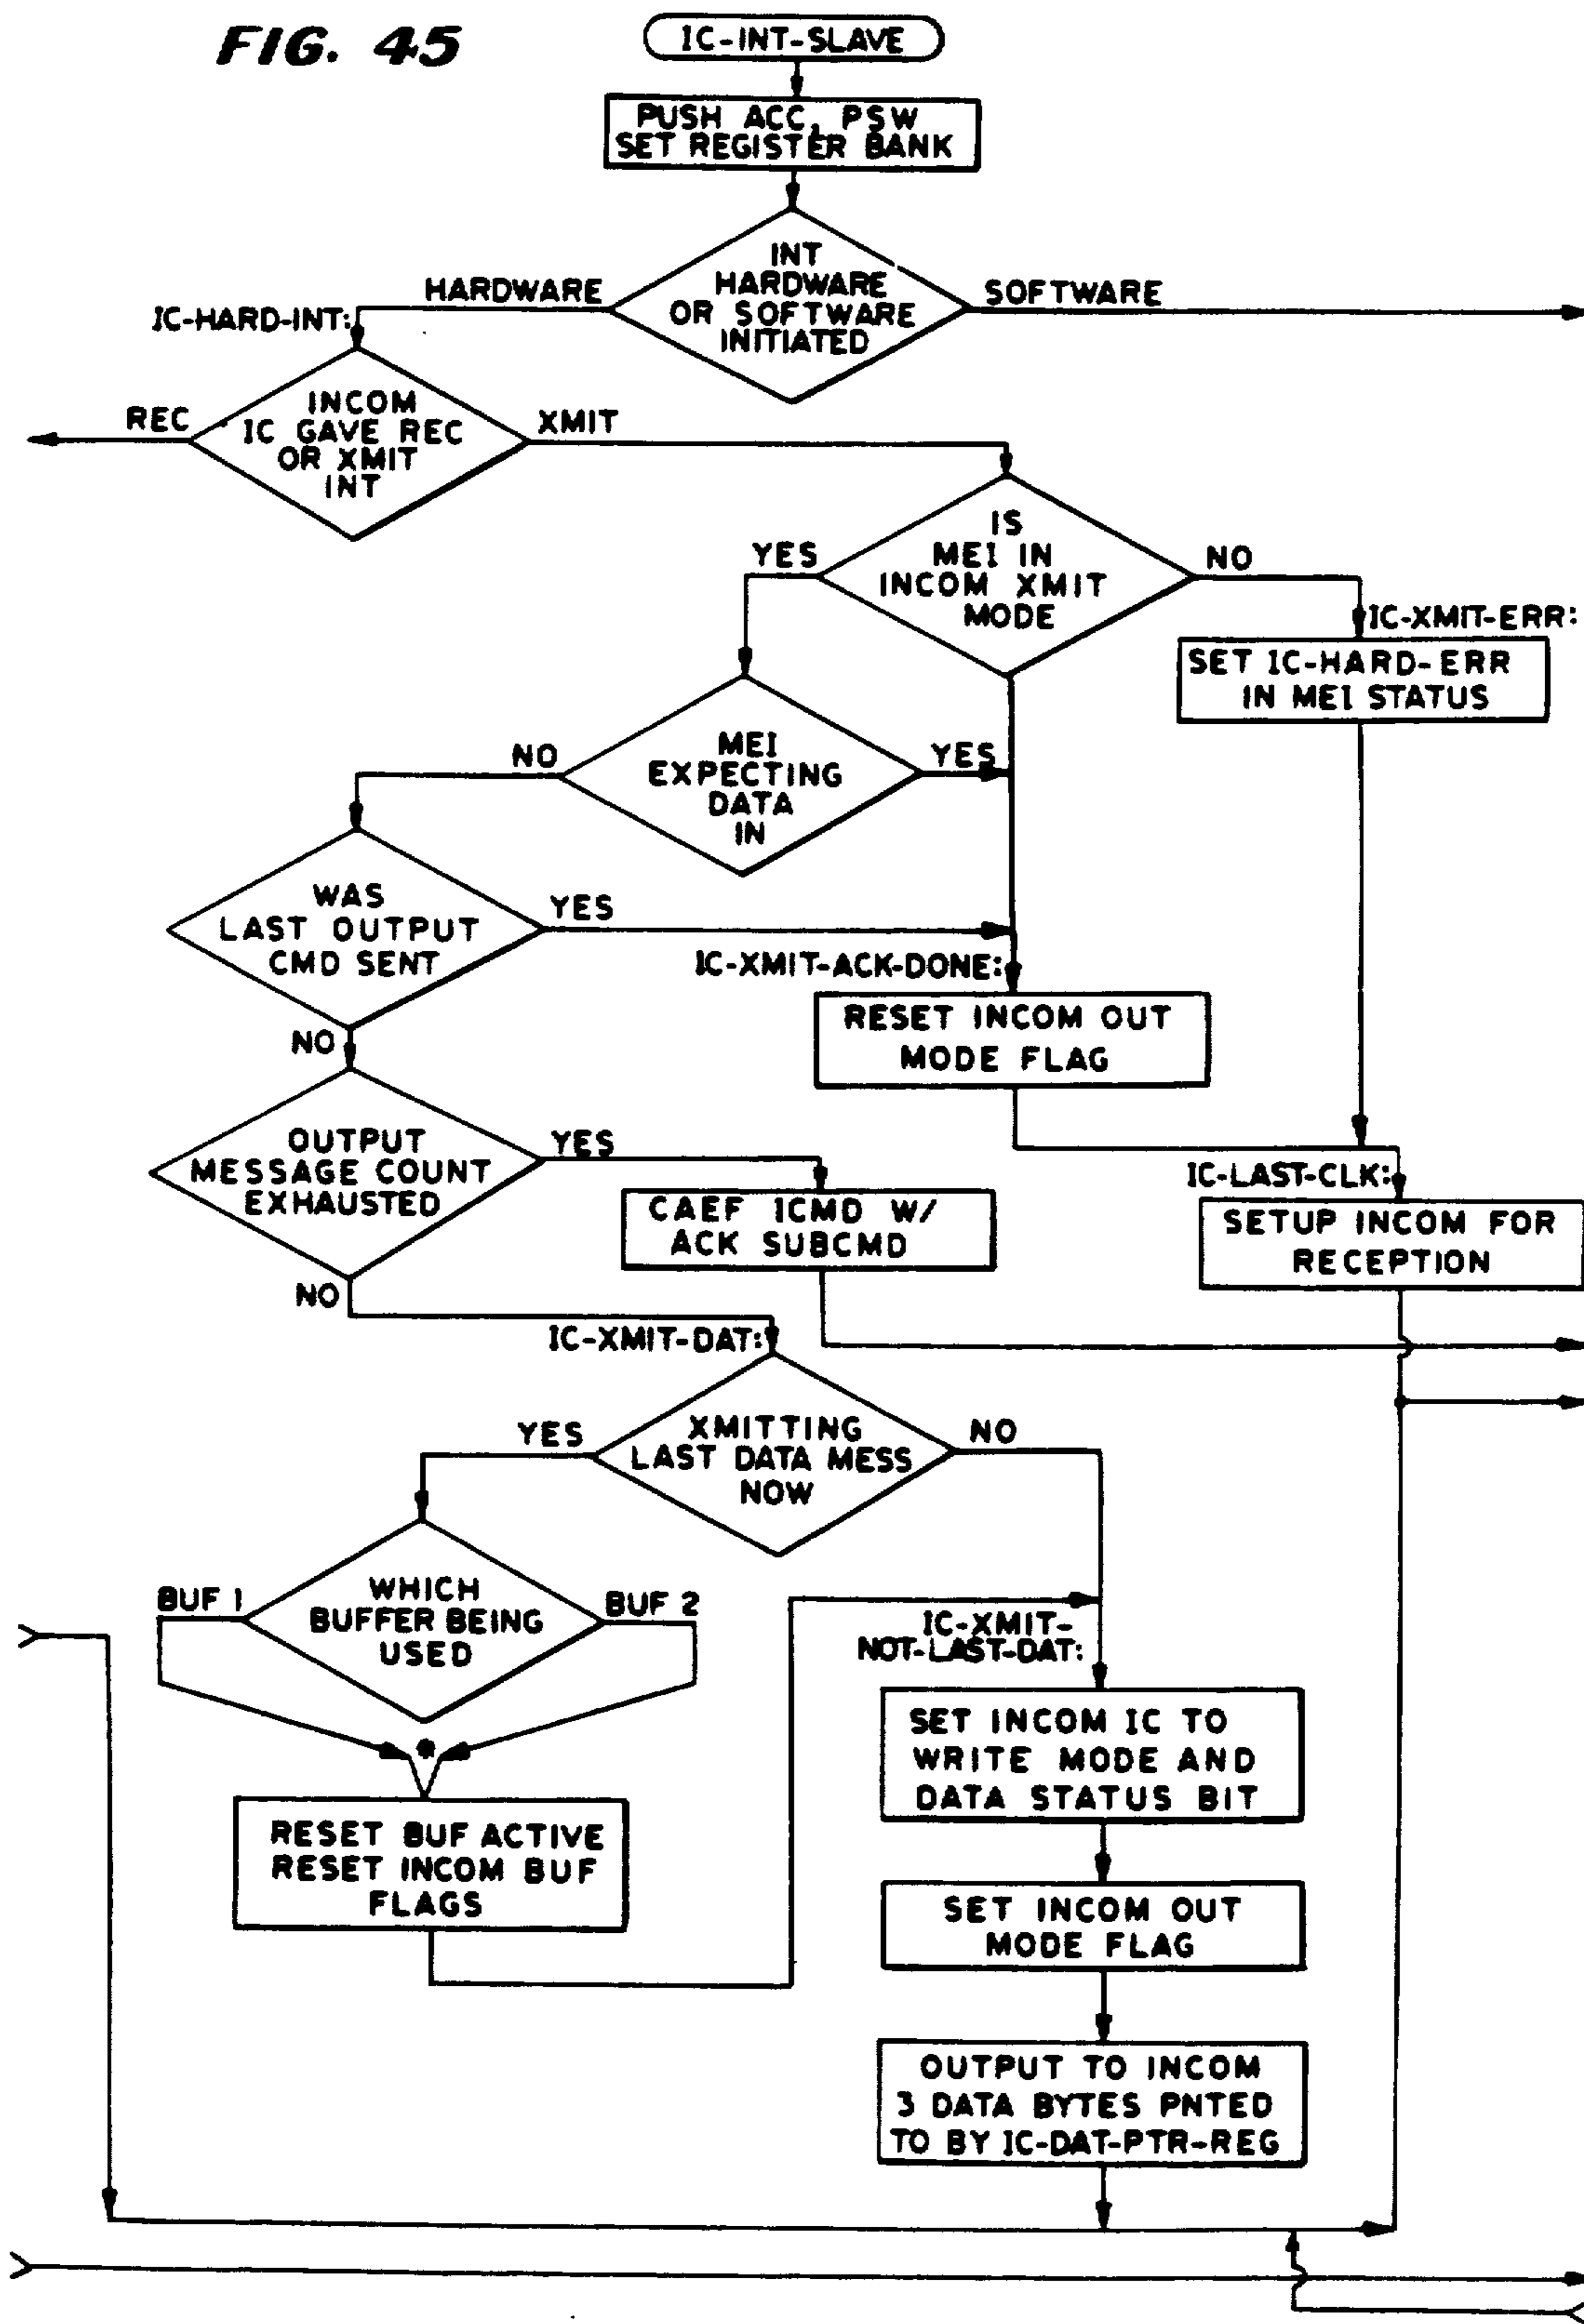 FIG. 45
IC-INT-SLAVE
PUSH ACC, PSW
SET REGISTER BANK
INT
HARDWARE
OR SOFTWARE
INITIATED
HARDWARE
SOFTWARE
IC-HARD-INT:
INCOM
IC GAVE REC
OR XMIT
INT
REC
XMIT
IS
MEI IN
INCOM XMIT
MODE
YES
NO
IC-XMIT-ERR:
SET IC-HARD-ERR
IN MEI STATUS
MEI
EXPECTING
DATA
IN
NO
YES
WAS
LAST OUTPUT
CMD SENT
YES
IC-XMIT-ACK-DONE:
RESET INCOM OUT
MODE FLAG
NO
OUTPUT
MESSAGE COUNT
EXHAUSTED
YES
CAEF ICMD W/
ACK SUBCMD
IC-LAST-CLK:
SETUP INCOM FOR
RECEPTION
NO
IC-XMIT-DAT:
XMITTING
LAST DATA MESS
NOW
YES
NO
WHICH
BUFFER BEING
USED
BUF 1
BUF 2
IC-XMIT-
NOT-LAST-DAT:
SET INCOM IC TO
WRITE MODE AND
DATA STATUS BIT
RESET BUF ACTIVE
RESET INCOM BUF
FLAGS
SET INCOM OUT
MODE FLAG
OUTPUT TO INCOM
3 DATA BYTES PNTED
TO BY IC-DAT-PTR-REG